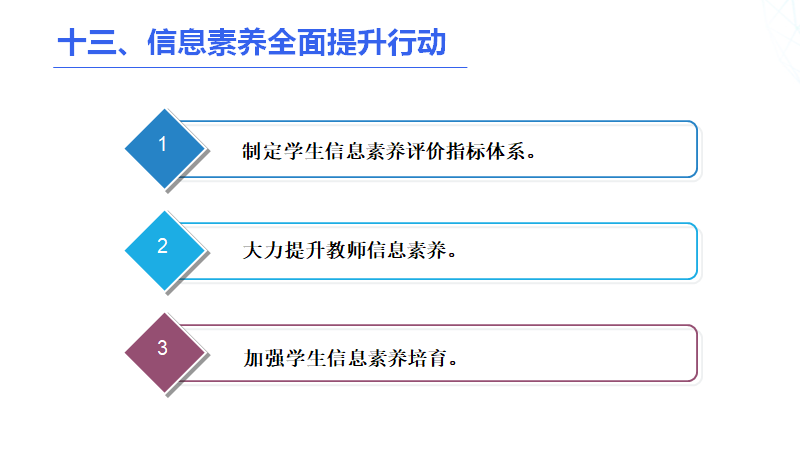 十三、信息素养全面提升行动
1
制定学生信息素养评价指标体系。
2
大力提升教师信息素养。
3
加强学生信息素养培育。